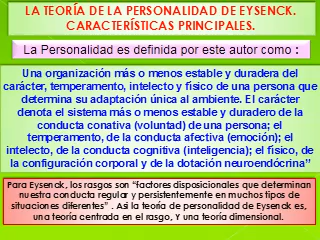 LA TEORÍA DE LA PERSONALIDAD DE EYSENCK.
CARACTERÍSTICAS PRINCIPALES.
La Personalidad es definida por este autor como :
Una organización más o menos estable y duradera del
carácter, temperamento, intelecto y físico de una persona que
determina su adaptación única al ambiente. El carácter
denota el sistema más o menos estable y duradero de la
conducta conativa (voluntad) de una persona; el
temperamento, de la conducta afectiva (emoción); el
intelecto, de la conducta cognitiva (inteligencia); el físico, de
la configuración corporal y de la dotación neuroendócrina”
Para Eysenck, los rasgos son “factores disposicionales que determinan
nuestra conducta regular y persistentemente en muchos tipos de
situaciones diferentes” . Así la teoría de personalidad de Eysenck es,
una teoría centrada en el rasgo, Y una teoría dimensional.